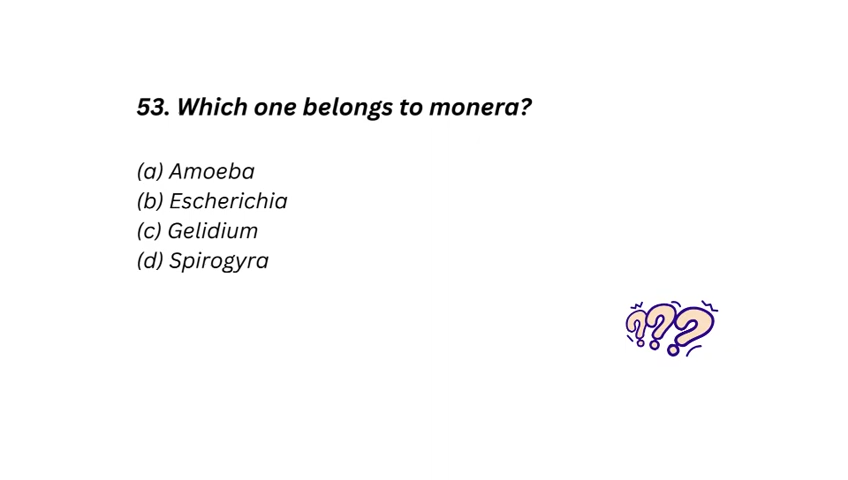 53. Which one belongs to monera?
(a) Amoeba
(b) Escherichia
(c) Gelidium
(d) Spirogyra
???